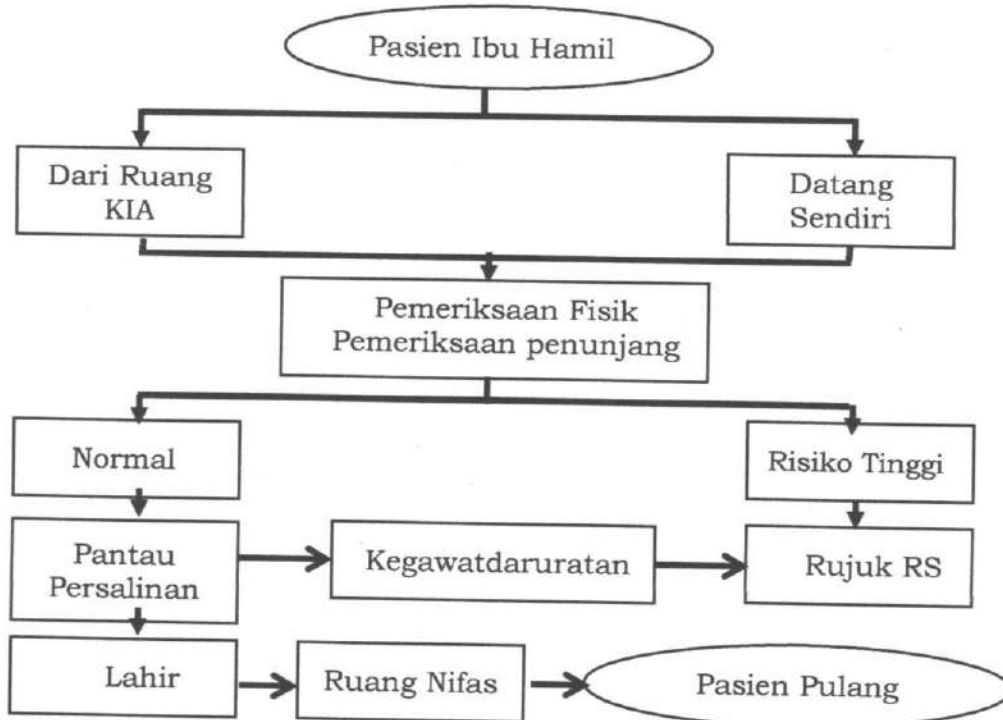 Pasien Ibu Hamil
Dari Ruang
KIA
Datang
Sendiri
Pemeriksaan Fisik
Pemeriksaan penunjang
Normal
Risiko Tinggi
Pantau
Persalinan
Kegawatdaruratan
Rujuk RS
Lahir
Ruang Nifas
Pasien Pulang